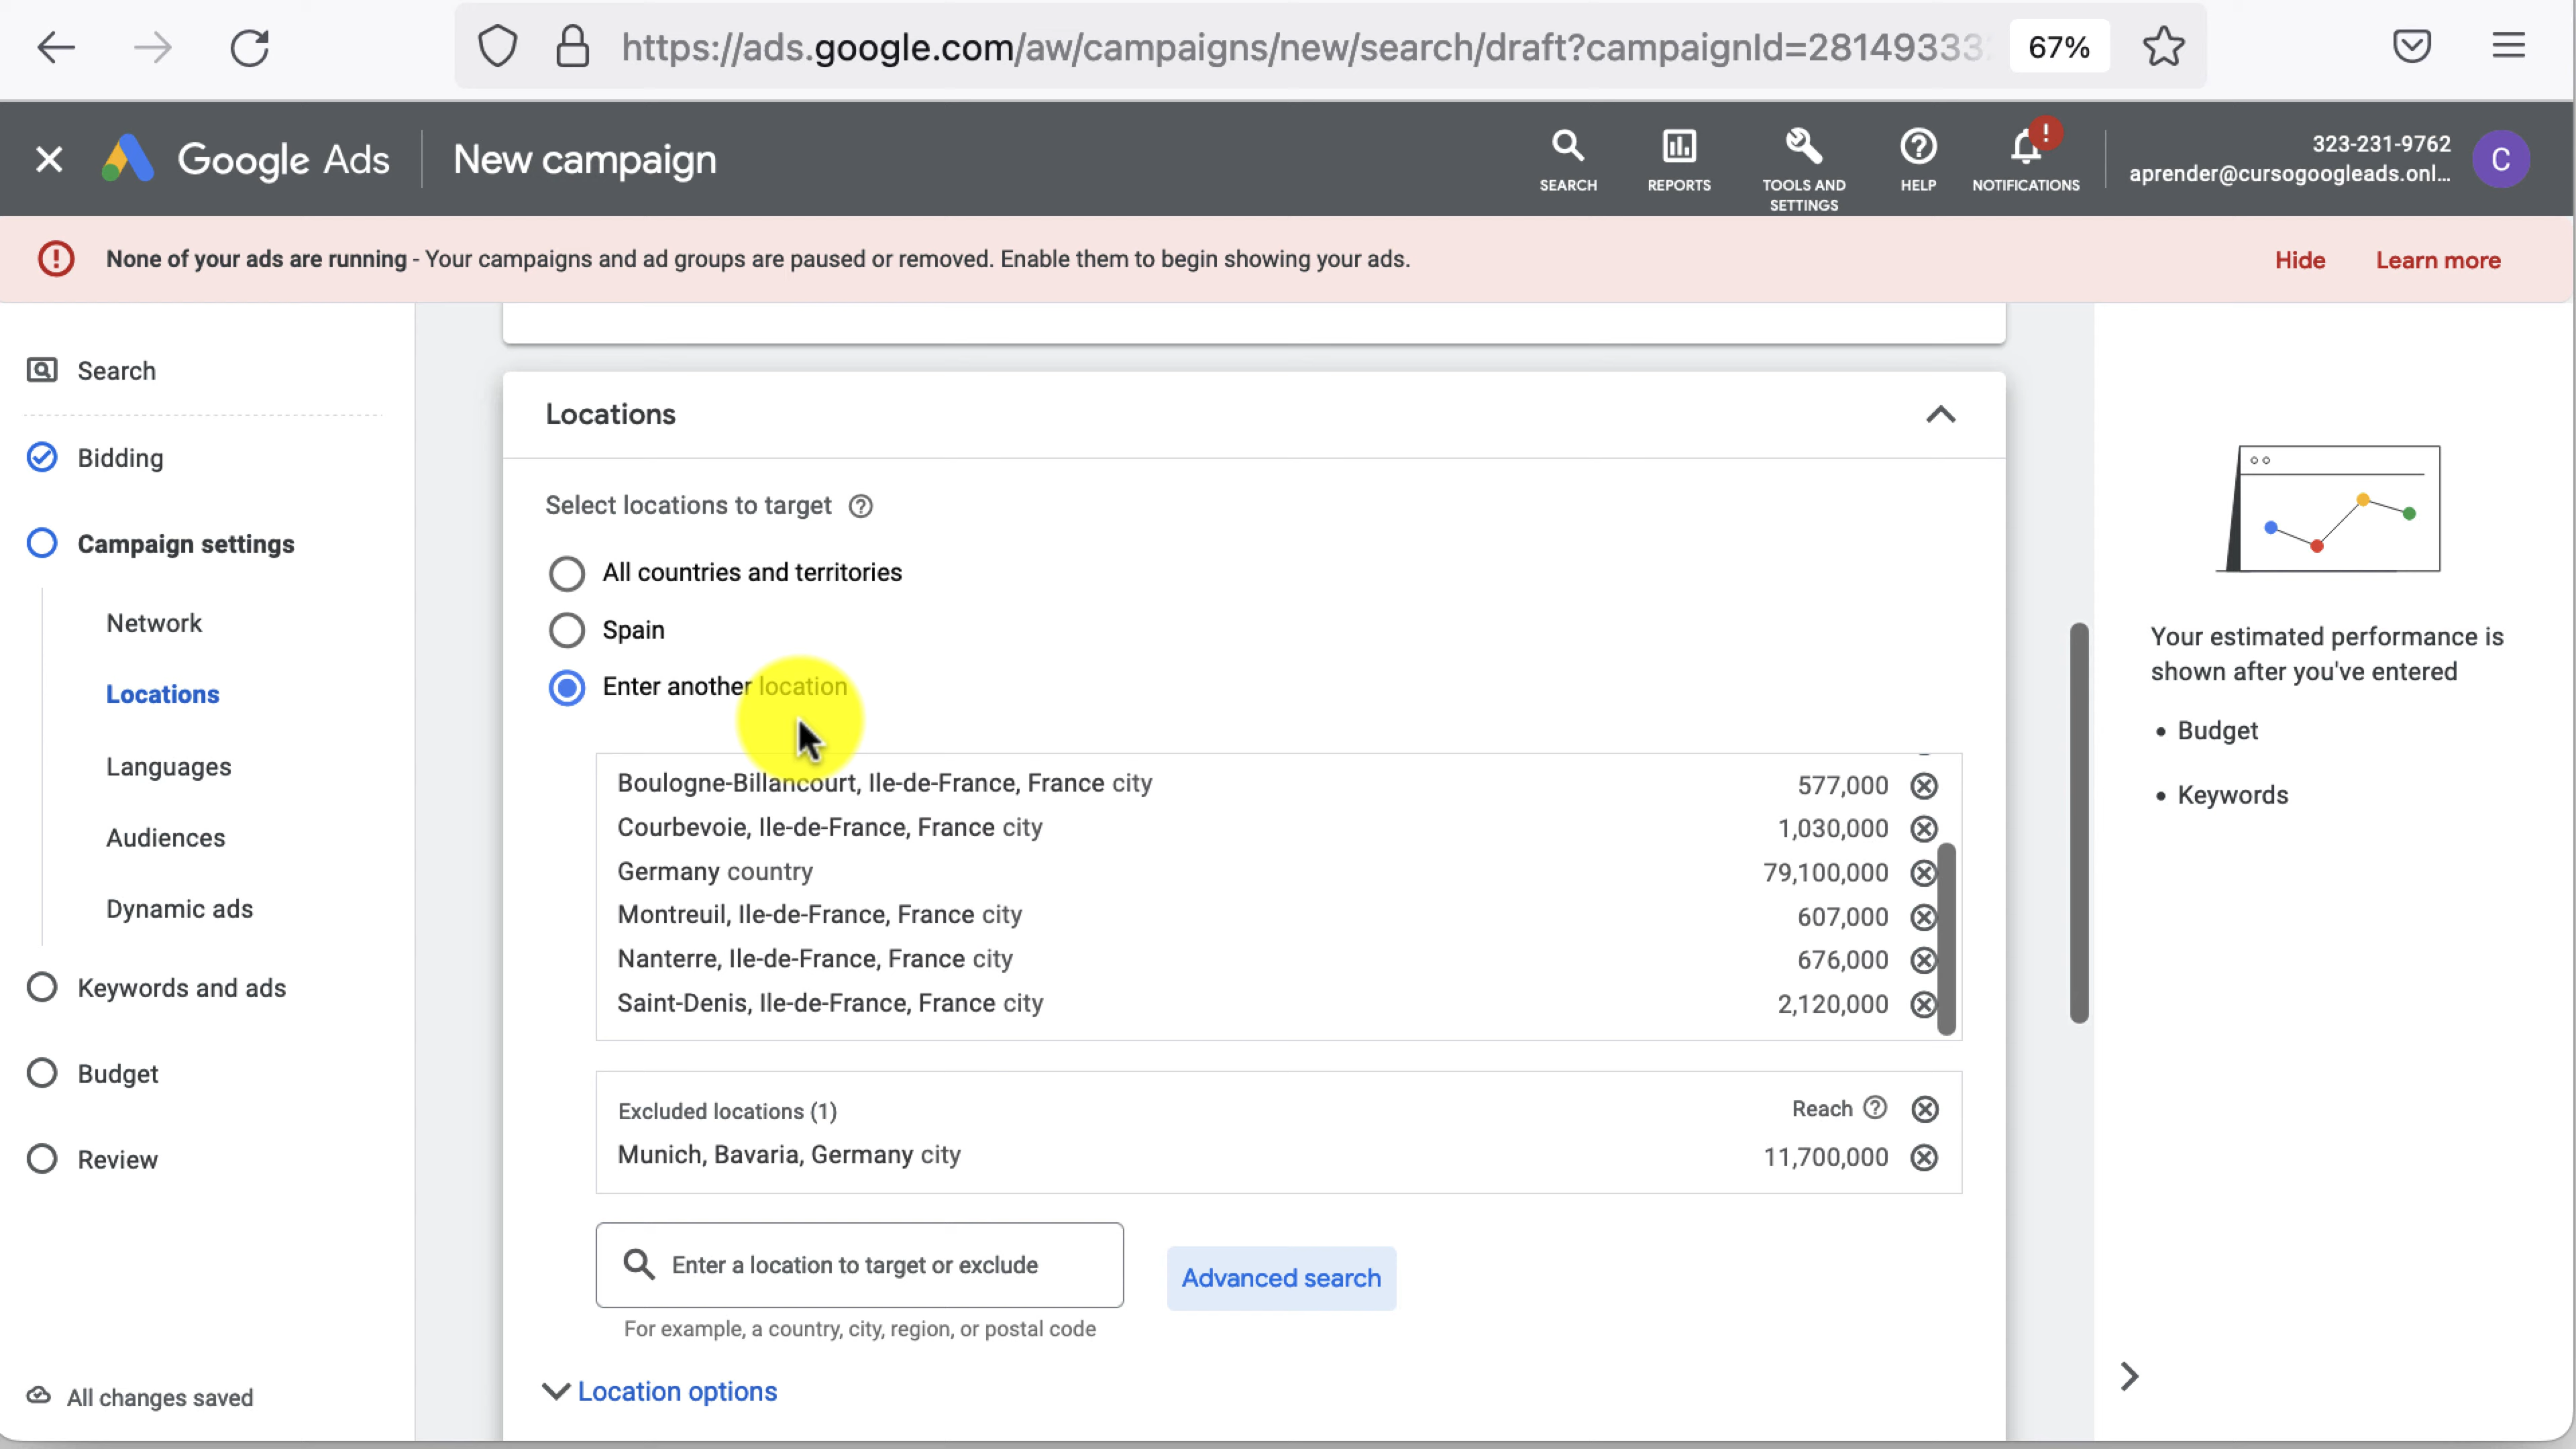 https://ads.google.com/aw/campaigns/new/search/draft?campaignId=28149333
67%
Google Ads
New campaign
SEARCH
REPORTS
TOOLS AND
SETTINGS
HELP
NOTIFICATIONS
323-231-9762
aprender@cursogoogleads.onl...
C
None of your ads are running - Your campaigns and ad groups are paused or removed. Enable them to begin showing your ads.
Hide
Learn more
Search
Bidding
Campaign settings
Network
Locations
Languages
Audiences
Dynamic ads
Keywords and ads
Budget
Review
All changes saved
Locations
Select locations to target
All countries and territories
Spain
Enter another location
Boulogne-Billancourt, Ile-de-France, France city 577,000
Courbevoie, Ile-de-France, France city 1,030,000
Germany country 79,100,000
Montreuil, Ile-de-France, France city 607,000
Nanterre, Ile-de-France, France city 676,000
Saint-Denis, Ile-de-France, France city 2,120,000
Excluded locations (1) Reach
Munich, Bavaria, Germany city 11,700,000
Enter a location to target or exclude
Advanced search
For example, a country, city, region, or postal code
Location options
Your estimated performance is
shown after you've entered
• Budget
• Keywords